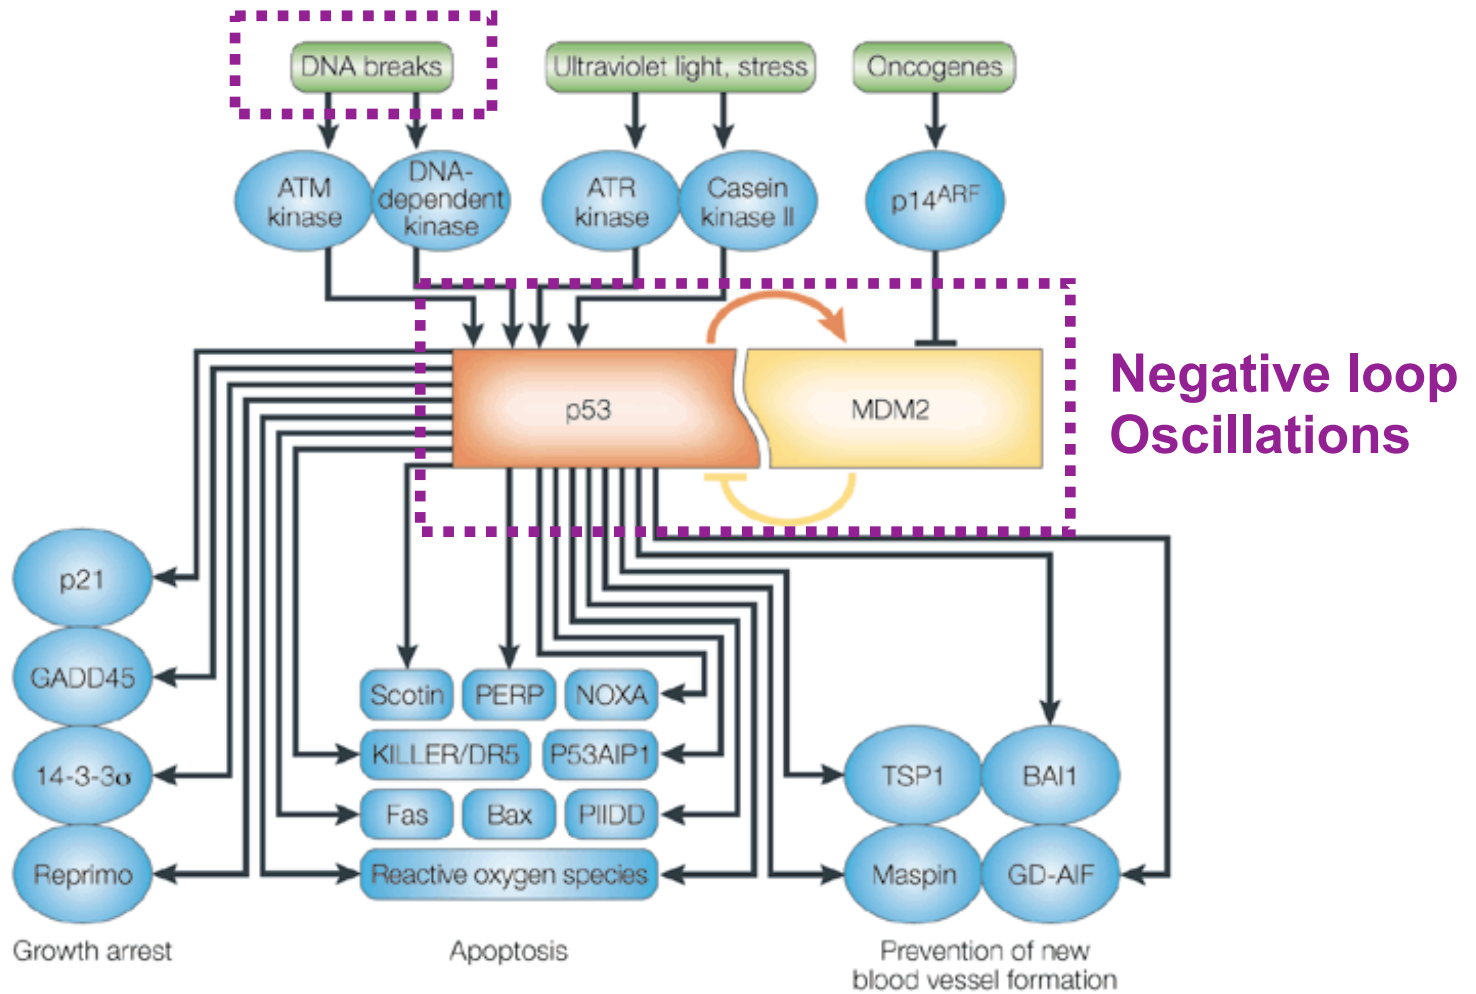 DNA breaks
Ultraviolet light, stress
Oncogenes
ATM
kinase
DNA-
dependent
kinase
ATR
kinase
Casein
kinase II
p14ARF
p53
MDM2
Negative loop
Oscillations
p21
GADD45
14-3-3σ
Reprimo
Scotin
PERP
NOXA
KILLER/DR5
P53AIP1
Fas
Bax
PIIDD
Reactive oxygen species
TSP1
BAI1
Maspin
GD-AIF
Growth arrest
Apoptosis
Prevention of new
blood vessel formation